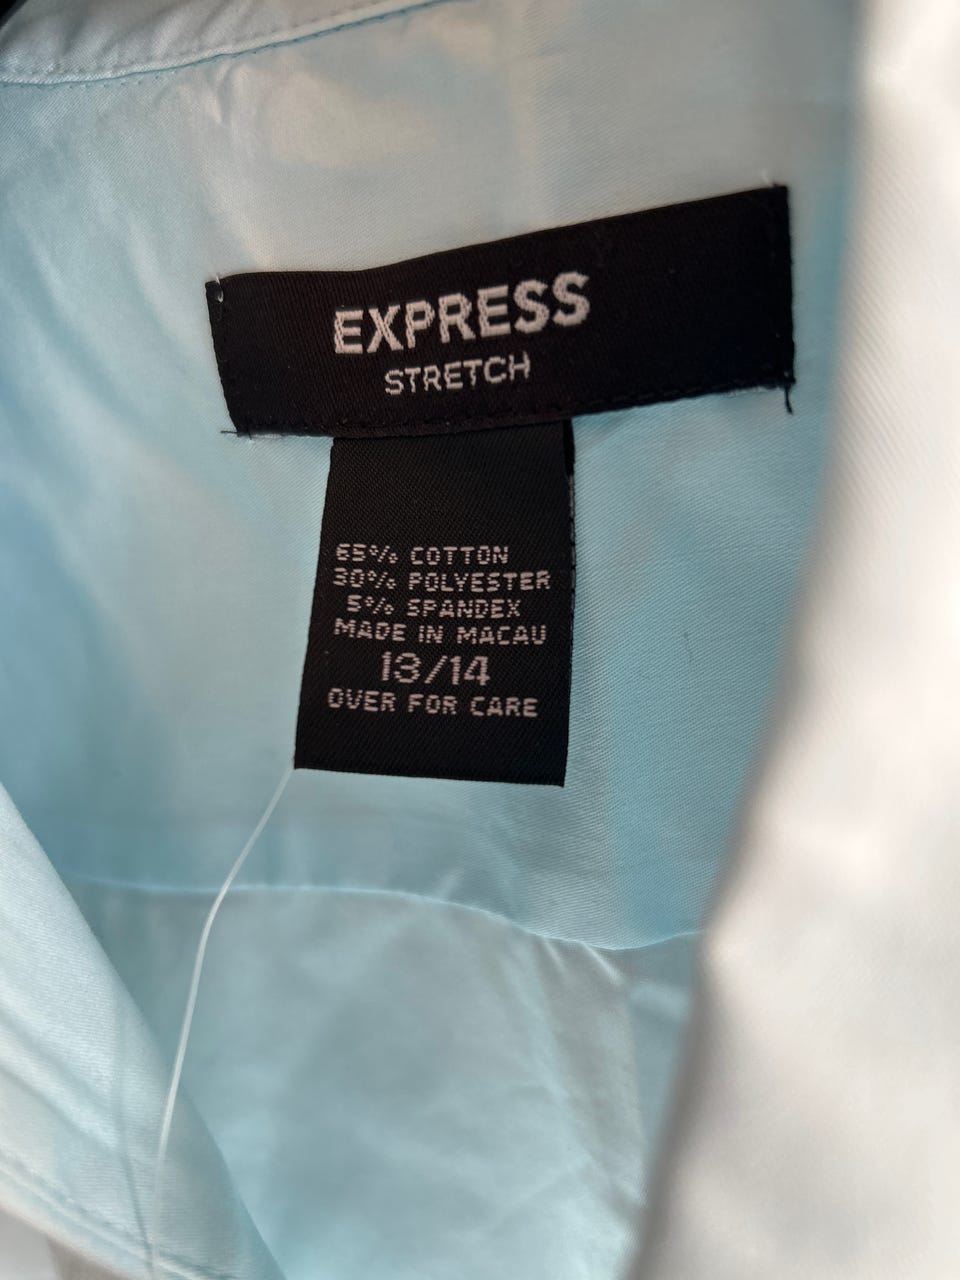 EXPRESS
STRETCH
65% COTTON
30% POLYESTER
5% SPANDEX
MADE IN MACAU
13/14
OVER FOR CARE